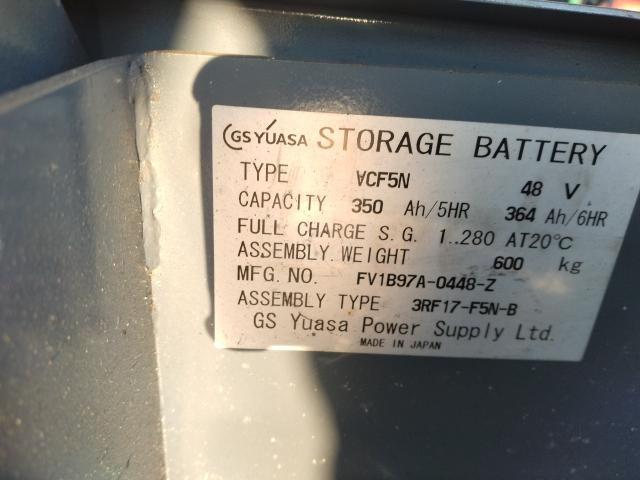 GS YUASA STORAGE BATTERY
TYPE VCF5N 48 V
CAPACITY 350 Ah/5HR 364 Ah/6HR
FULL CHARGE S.G. 1.280 AT20℃
ASSEMBLY.WEIGHT 600 kg
MFG.NO. FV1B97A-0448-Z
ASSEMBLY TYPE 3RF17-F5N-B
GS Yuasa Power Supply Ltd.
MADE IN JAPAN